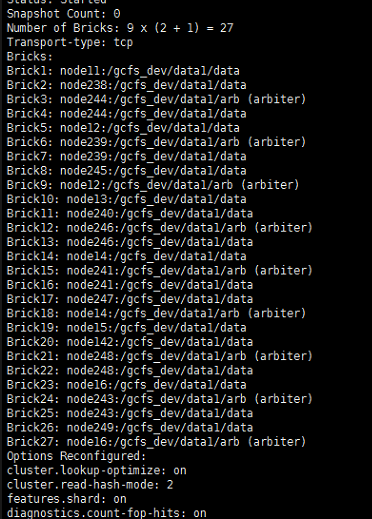 Status: Started
Snapshot Count: 0
Number of Bricks: 9 x (2 + 1) = 27
Transport-type: tcp
Bricks:
Brick1: node11:/gcfs_dev/data1/data
Brick2: node238:/gcfs_dev/data1/data
Brick3: node244:/gcfs_dev/data1/arb (arbiter)
Brick4: node244:/gcfs_dev/data1/data
Brick5: node12:/gcfs_dev/data1/data
Brick6: node239:/gcfs_dev/data1/arb (arbiter)
Brick7: node239:/gcfs_dev/data1/data
Brick8: node245:/gcfs_dev/data1/data
Brick9: node12:/gcfs_dev/data1/arb (arbiter)
Brick10: node13:/gcfs_dev/data1/data
Brick11: node240:/gcfs_dev/data1/data
Brick12: node246:/gcfs_dev/data1/arb (arbiter)
Brick13: node246:/gcfs_dev/data1/data
Brick14: node14:/gcfs_dev/data1/data
Brick15: node241:/gcfs_dev/data1/arb (arbiter)
Brick16: node241:/gcfs_dev/data1/data
Brick17: node247:/gcfs_dev/data1/data
Brick18: node14:/gcfs_dev/data1/arb (arbiter)
Brick19: node15:/gcfs_dev/data1/data
Brick20: node142:/gcfs_dev/data1/data
Brick21: node248:/gcfs_dev/data1/arb (arbiter)
Brick22: node248:/gcfs_dev/data1/data
Brick23: node16:/gcfs_dev/data1/data
Brick24: node243:/gcfs_dev/data1/arb (arbiter)
Brick25: node243:/gcfs_dev/data1/data
Brick26: node249:/gcfs_dev/data1/data
Brick27: node16:/gcfs_dev/data1/arb (arbiter)
Options Reconfigured:
cluster.lookup-optimize: on
cluster.read-hash-mode: 2
features.shard: on
diagnostics.count-fop-hits: on